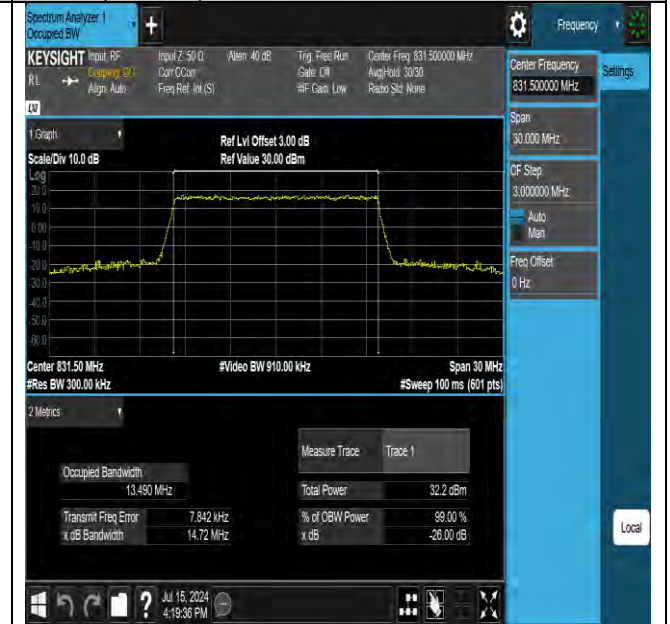 Spectrum Analyzer 1
Occupied BW
+
Frequency
KEYSIGHT Input: RF
RL
Coupling: DC
Align: Auto
Input Z: 50 Ω
Corr CCorr
Freq Ref: Int (S)
Atten: 40 dB
Trig: Free Run
Gate: Off
#IF Gain: Low
Center Freq: 831.500000 MHz
Avg|Hold: 30/30
Radio Std: None
LXI
Center Frequency
831.500000 MHz
Settings
Span
30.000 MHz
CF Step
3.000000 MHz
Auto
Man
Freq Offset
0 Hz
1 Graph
Scale/Div 10.0 dB
Ref Lvl Offset 3.00 dB
Ref Value 30.00 dBm
Log
20.0
10.0
0.00
-10.0
-20.0
-30.0
-40.0
-50.0
-60.0
Center 831.50 MHz
#Video BW 910.00 kHz
Span 30 MHz
#Res BW 300.00 kHz
#Sweep 100 ms (601 pts)
2 Metrics
Measure Trace Trace 1
Occupied Bandwidth
13.490 MHz
Total Power 32.2 dBm
Transmit Freq Error 7.842 kHz
% of OBW Power 99.00 %
x dB Bandwidth 14.72 MHz
x dB -26.00 dB
Local
?
Jul 15, 2024
4:19:36 PM